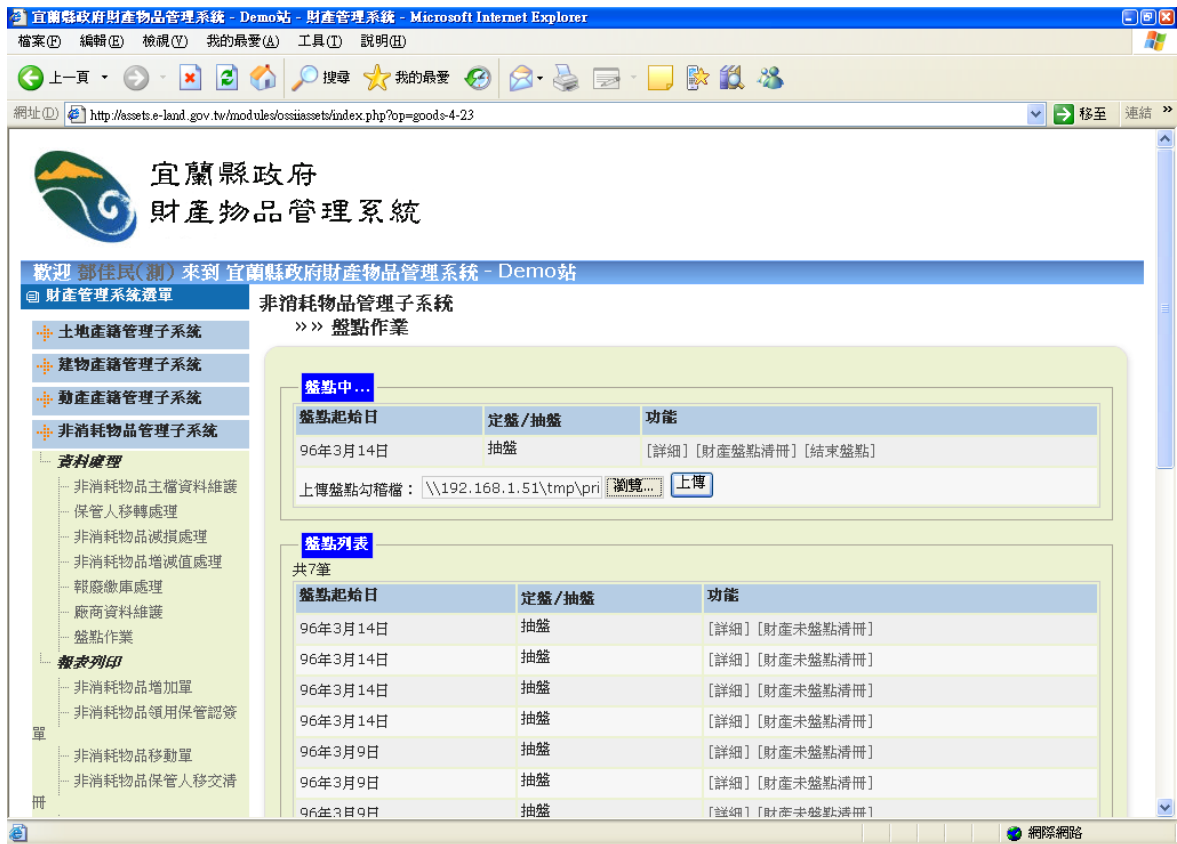 宜蘭縣政府財產物品管理系統 - Demo站 - 財產管理系統 - Microsoft Internet Explorer
檔案(F) 編輯(E) 檢視(V) 我的最愛(A) 工具(T) 說明(H)
上一頁 搜尋 我的最愛
網址(D) http://assets.e-land.gov.tw/modules/ossiiassets/index.php?op=goods-4-23 移至 連結 »
宜蘭縣政府
財產物品管理系統
歡迎 鄧佳民(測) 來到 宜蘭縣政府財產物品管理系統 - Demo站
財產管理系統選單
土地產籍管理子系統
建物產籍管理子系統
動產產籍管理子系統
非消耗物品管理子系統
資料處理
非消耗物品主檔資料維護
保管人移轉處理
非消耗物品減損處理
非消耗物品增減值處理
報廢繳庫處理
廠商資料維護
盤點作業
報表列印
非消耗物品增加單
非消耗物品領用保管認簽
單
非消耗物品移動單
非消耗物品保管人移交清
冊
非消耗物品管理子系統
»» 盤點作業
盤點中...
盤點起始日 定盤/抽盤 功能
96年3月14日 抽盤 [詳細] [財產盤點清冊] [結束盤點]
上傳盤點勾稽檔： \\192.168.1.51\tmp\pri 瀏覽... 上傳
盤點列表
共7筆
盤點起始日 定盤/抽盤 功能
96年3月14日 抽盤 [詳細] [財產未盤點清冊]
96年3月14日 抽盤 [詳細] [財產未盤點清冊]
96年3月14日 抽盤 [詳細] [財產未盤點清冊]
96年3月14日 抽盤 [詳細] [財產未盤點清冊]
96年3月9日 抽盤 [詳細] [財產未盤點清冊]
96年3月9日 抽盤 [詳細] [財產未盤點清冊]
96年3月9日 抽盤 [詳細] [財產未盤點清冊]
網際網路